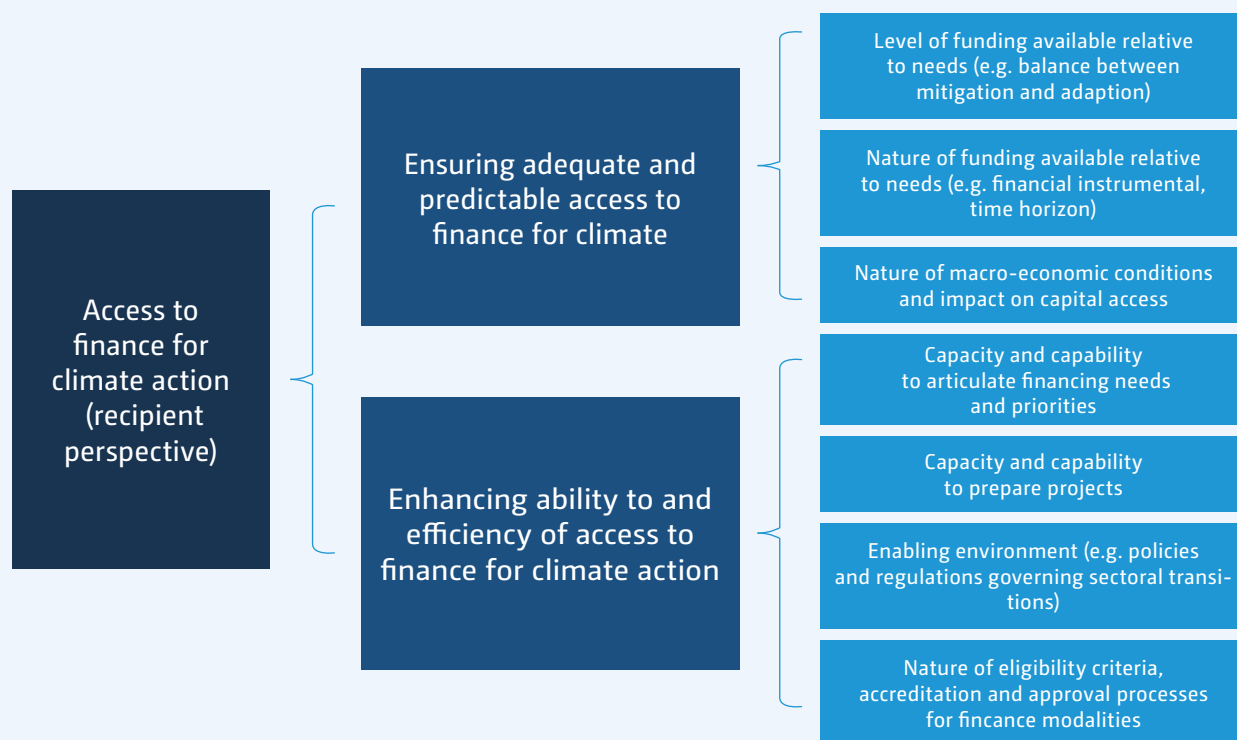 Access to
finance for
climate action
(recipient
perspective)
Ensuring adequate and
predictable access to
finance for climate
Level of funding available relative
to needs (e.g. balance between
mitigation and adaption)
Nature of funding available relative
to needs (e.g. financial instrumental,
time horizon)
Nature of macro-economic conditions
and impact on capital access
Enhancing ability to and
efficiency of access to
finance for climate action
Capacity and capability
to articulate financing needs
and priorities
Capacity and capability
to prepare projects
Enabling environment (e.g. policies
and regulations governing sectoral transi-
tions)
Nature of eligibility criteria,
accreditation and approval processes
for fincance modalities